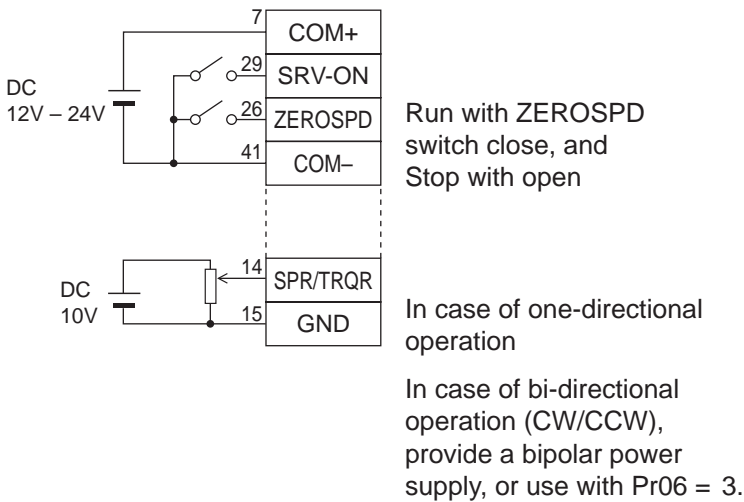 7
COM+
29
SRV-ON
DC
12V – 24V
26
ZEROSPD
41
COM–
Run with ZEROSPD
switch close, and
Stop with open
14
SPR/TRQR
DC
10V
15
GND
In case of one-directional
operation
In case of bi-directional
operation (CW/CCW),
provide a bipolar power
supply, or use with Pr06 = 3.